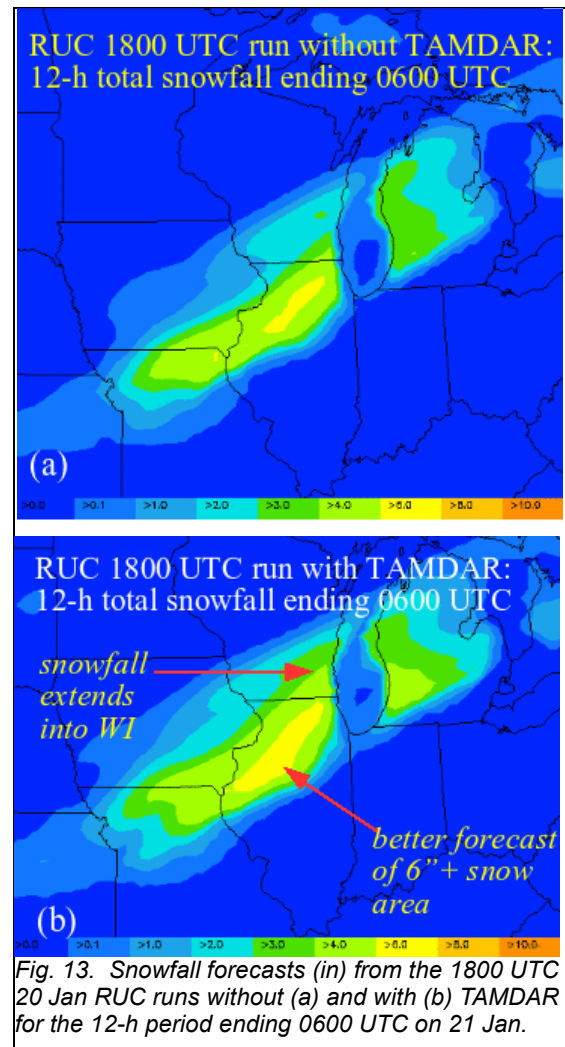 RUC 1800 UTC run without TAMDAR:
12-h total snowfall ending 0600 UTC
(a)
>0.0 >0.1 >1.0 >2.0 >3.0 >4.0 >6.0 >8.0 >10.0
RUC 1800 UTC run with TAMDAR:
12-h total snowfall ending 0600 UTC
snowfall
extends
into WI
better forecast
of 6"+ snow
area
(b)
>0.0 >0.1 >1.0 >2.0 >3.0 >4.0 >6.0 >8.0 >10.0
Fig. 13. Snowfall forecasts (in) from the 1800 UTC
20 Jan RUC runs without (a) and with (b) TAMDAR
for the 12-h period ending 0600 UTC on 21 Jan.